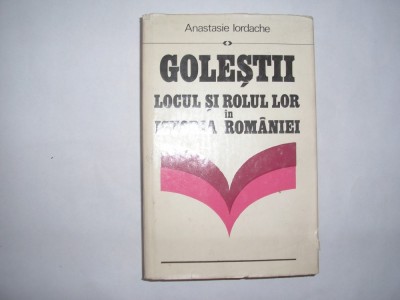 Anastasie Iordache
GOLEȘTII
LOCUL ȘI ROLUL LOR
în
ISTORIA ROMÂNIEI